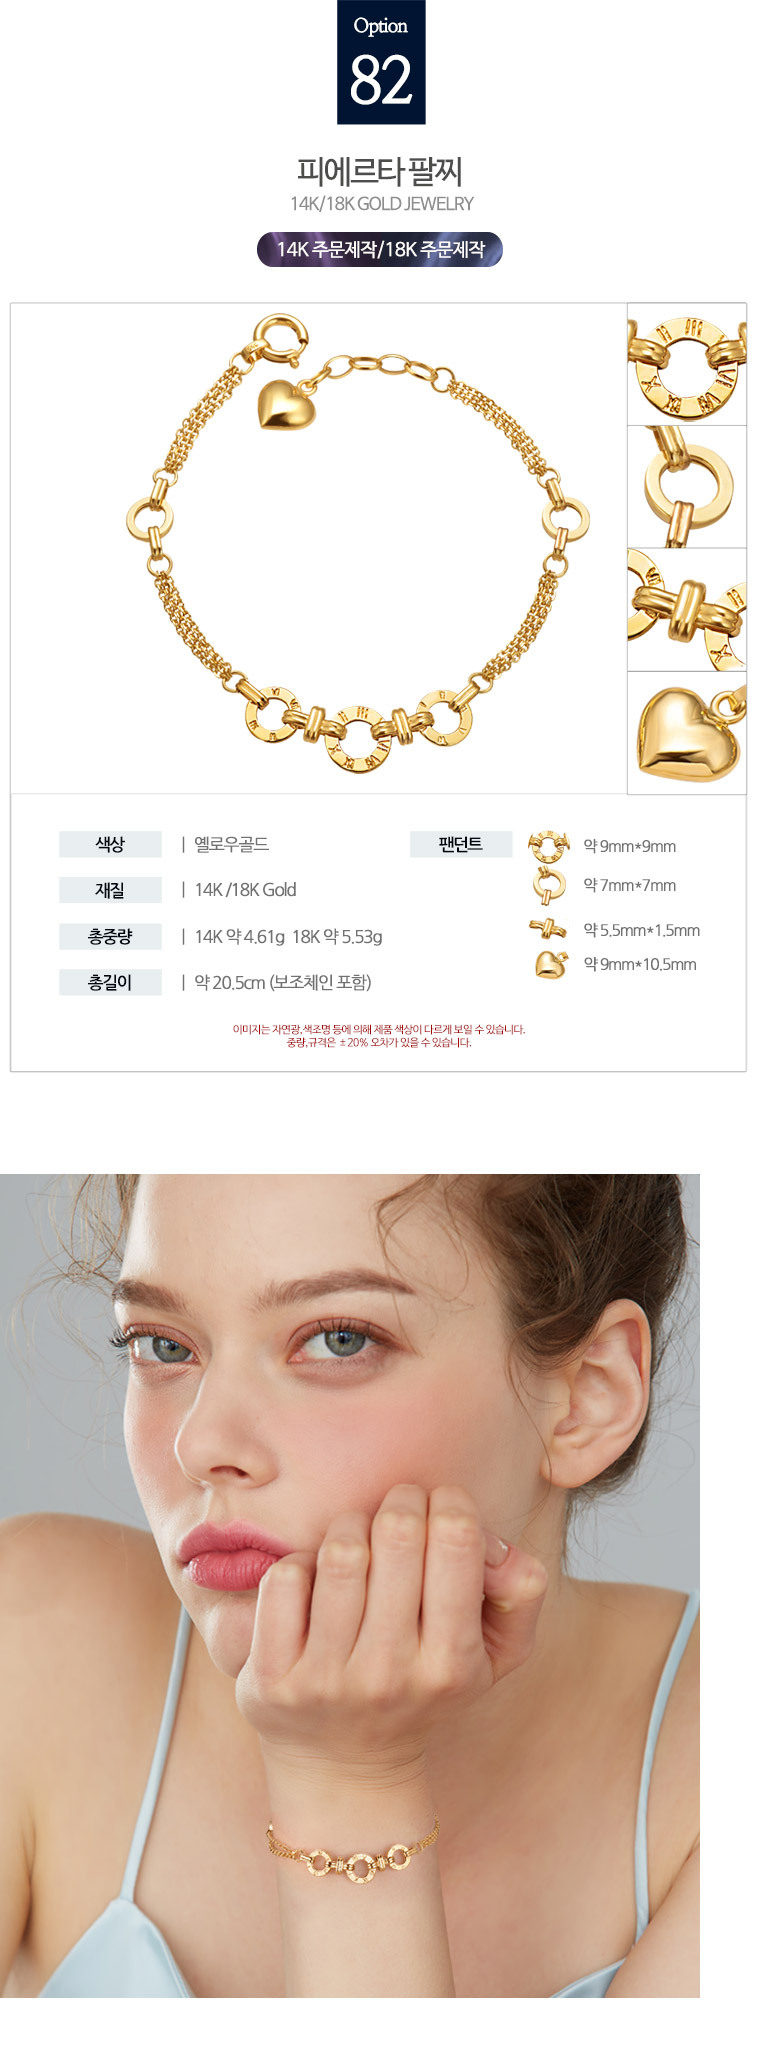 Option
82
피에르타 팔찌
14K/18K GOLD JEWELRY
14K 주문제작/18K 주문제작
색상 | 옐로우골드
재질 | 14K /18K Gold
총중량 | 14K 약 4.61g 18K 약 5.53g
총길이 | 약 20.5cm (보조체인 포함)
팬던트 약 9mm*9mm
약 7mm*7mm
약 5.5mm*1.5mm
약 9mm*10.5mm
이미지는 자연광,색조명 등에 의해 제품 색상이 다르게 보일 수 있습니다.
중량,규격은 ±20% 오차가 있을 수 있습니다.